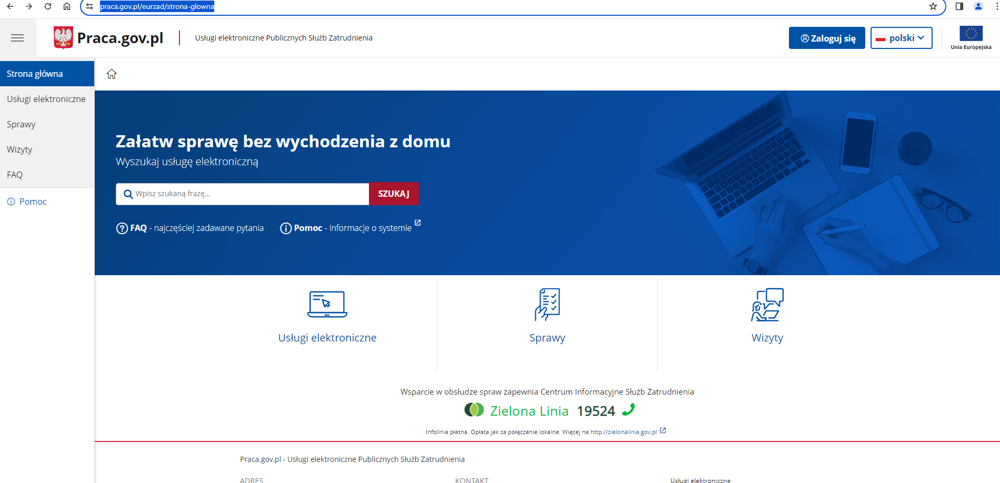 praca.gov.pl/eurzad/strona-glowna
Praca.gov.pl
Usługi elektroniczne Publicznych Służb Zatrudnienia
Zaloguj się
polski
Unia Europejska
Strona główna
Usługi elektroniczne
Sprawy
Wizyty
FAQ
Pomoc
Załatw sprawę bez wychodzenia z domu
Wyszukaj usługę elektroniczną
Wpisz szukaną frazę...
SZUKAJ
FAQ - najczęściej zadawane pytania
Pomoc - informacje o systemie
Usługi elektroniczne
Sprawy
Wizyty
Wsparcie w obsłudze spraw zapewnia Centrum Informacyjne Służb Zatrudnienia
Zielona Linia 19524
Infolinia płatna. Opłata jak za połączenie lokalne. Więcej na http://zielonalinia.gov.pl
Praca.gov.pl - Usługi elektroniczne Publicznych Służb Zatrudnienia
ADRES
KONTAKT
Usługi elektroniczne